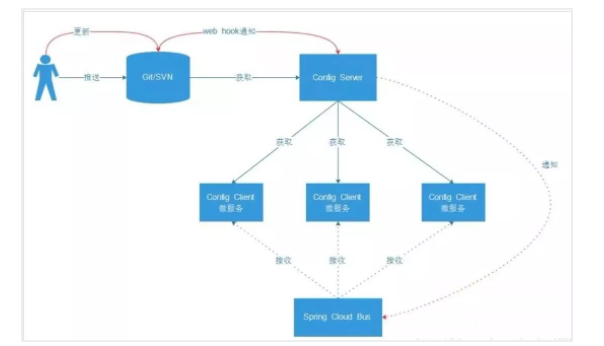 更新
web hook通知
推送
Git/SVN
获取
Config Server
获取
获取
获取
通知
Config Client
微服务
Config Client
微服务
Config Client
微服务
接收
接收
接收
Spring Cloud Bus